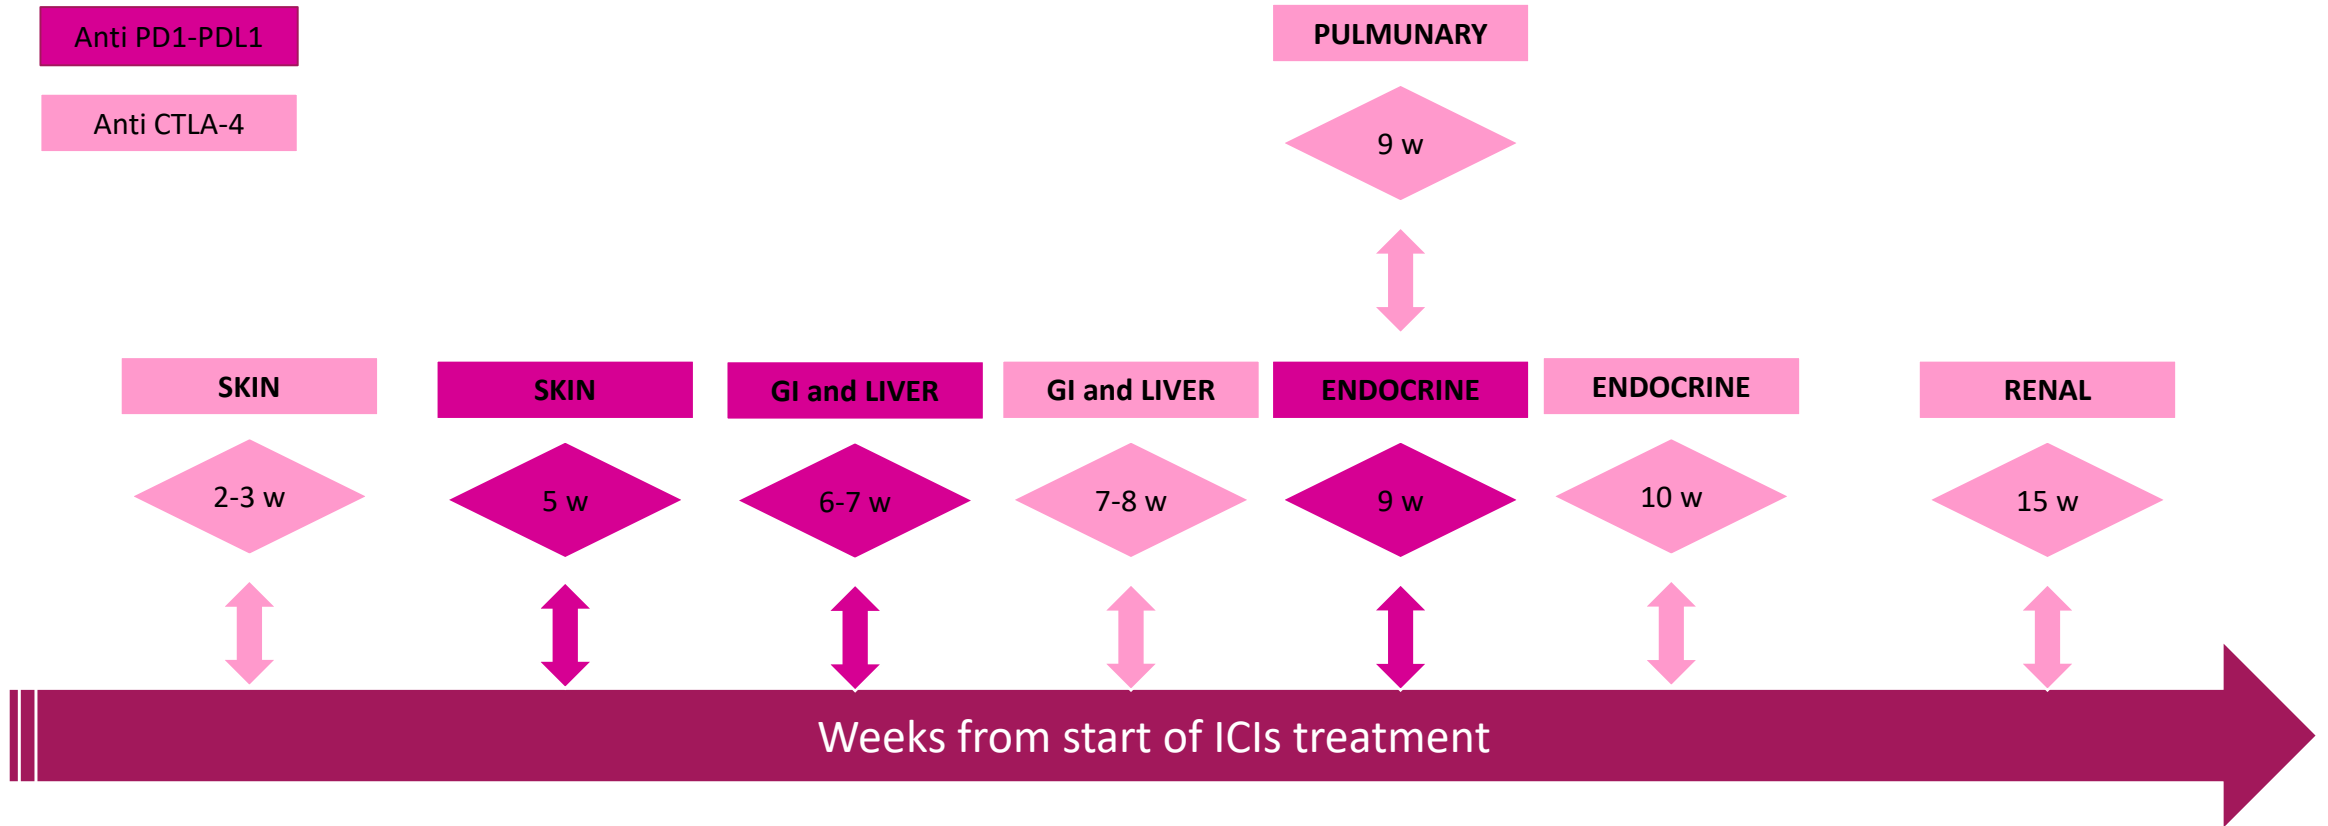 Anti PD1-PDL1
Anti CTLA-4
PULMUNARY
9 w
SKIN
SKIN
GI and LIVER
GI and LIVER
ENDOCRINE
ENDOCRINE
RENAL
2-3 w
5 w
6-7 w
7-8 w
9 w
10 w
15 w
Weeks from start of ICIs treatment